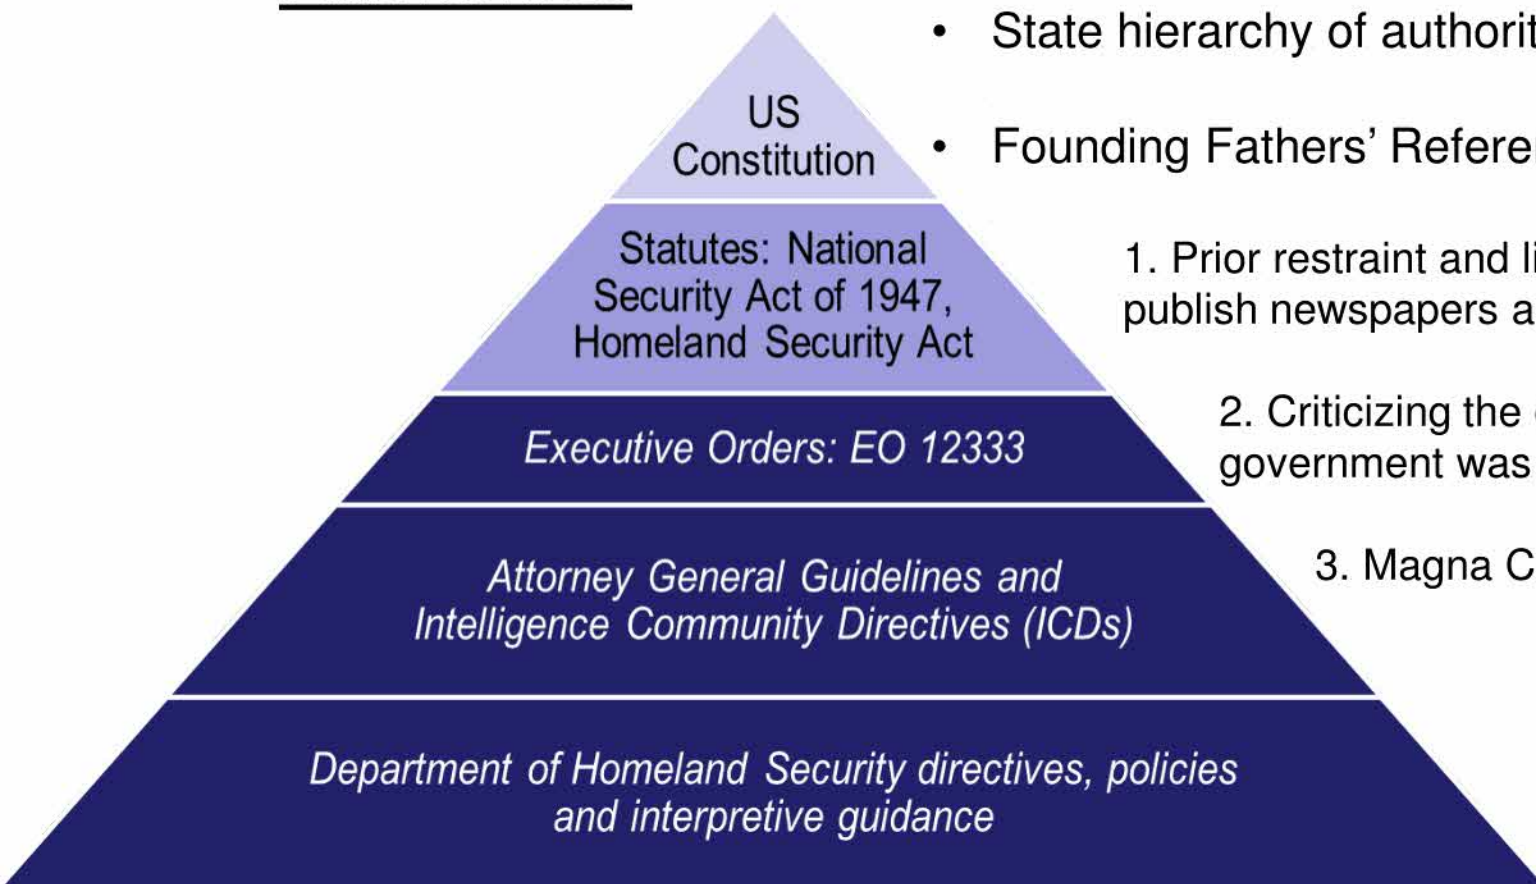 US
Constitution
Statutes: National
Security Act of 1947,
Homeland Security Act
Executive Orders: EO 12333
Attorney General Guidelines and
Intelligence Community Directives (ICDs)
Department of Homeland Security directives, policies
and interpretive guidance
• State hierarchy of authorit
• Founding Fathers’ Refere
1. Prior restraint and li
publish newspapers a
2. Criticizing the
government was
3. Magna C